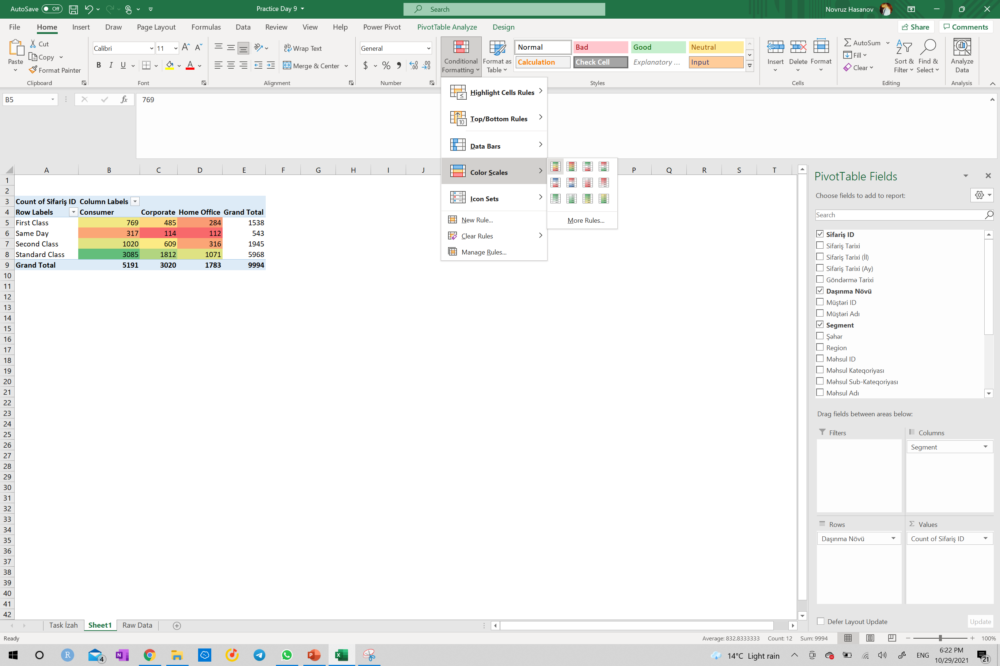 AutoSave Off
Practice Day 9
Search
Novruz Hasanov
File Home Insert Draw Page Layout Formulas Data Review View Help Power Pivot PivotTable Analyze Design
Share Comments
Paste
Cut
Copy
Format Painter
Clipboard
Calibri 11
B I U
Font
Wrap Text
Merge & Center
Alignment
General
$ %
Number
Conditional Formatting
Format as Table
Normal Bad Good Neutral
Calculation Check Cell Explanatory ... Input
Styles
Insert Delete Format
Cells
AutoSum
Fill
Clear
Sort & Filter
Find & Select
Editing
Analyze Data
Analysis
B5
fx
769
Highlight Cells Rules
Top/Bottom Rules
Data Bars
Color Scales
Icon Sets
New Rule...
Clear Rules
Manage Rules...
More Rules...
A B C D E F G H I J P Q R S T
1
2
3 Count of Sifariş ID Column Labels
4 Row Labels Consumer Corporate Home Office Grand Total
5 First Class 769 485 284 1538
6 Same Day 317 114 112 543
7 Second Class 1020 609 316 1945
8 Standard Class 3085 1812 1071 5968
9 Grand Total 5191 3020 1783 9994
10
11
12
13
14
15
16
17
18
19
20
21
22
23
24
25
26
27
28
29
30
31
32
33
34
35
36
37
38
39
40
41
42
PivotTable Fields
Choose fields to add to report:
Search
Sifariş ID
Sifariş Tarixi
Sifariş Tarixi (İl)
Sifariş Tarixi (Ay)
Göndərmə Tarixi
Daşınma Növü
Müştəri ID
Müştəri Adı
Segment
Şəhər
Region
Məhsul ID
Məhsul Kateqoriyası
Məhsul Sub-Kateqoriyası
Məhsul Adı
Drag fields between areas below:
Filters
Columns
Segment
Rows
Values
Daşınma Növü
Count of Sifariş ID
Defer Layout Update
Update
Task İzah Sheet1 Raw Data
Ready
Average: 832.8333333 Count: 12 Sum: 9994
100%
4
14°C Light rain
ENG
6:22 PM
10/29/2021
21